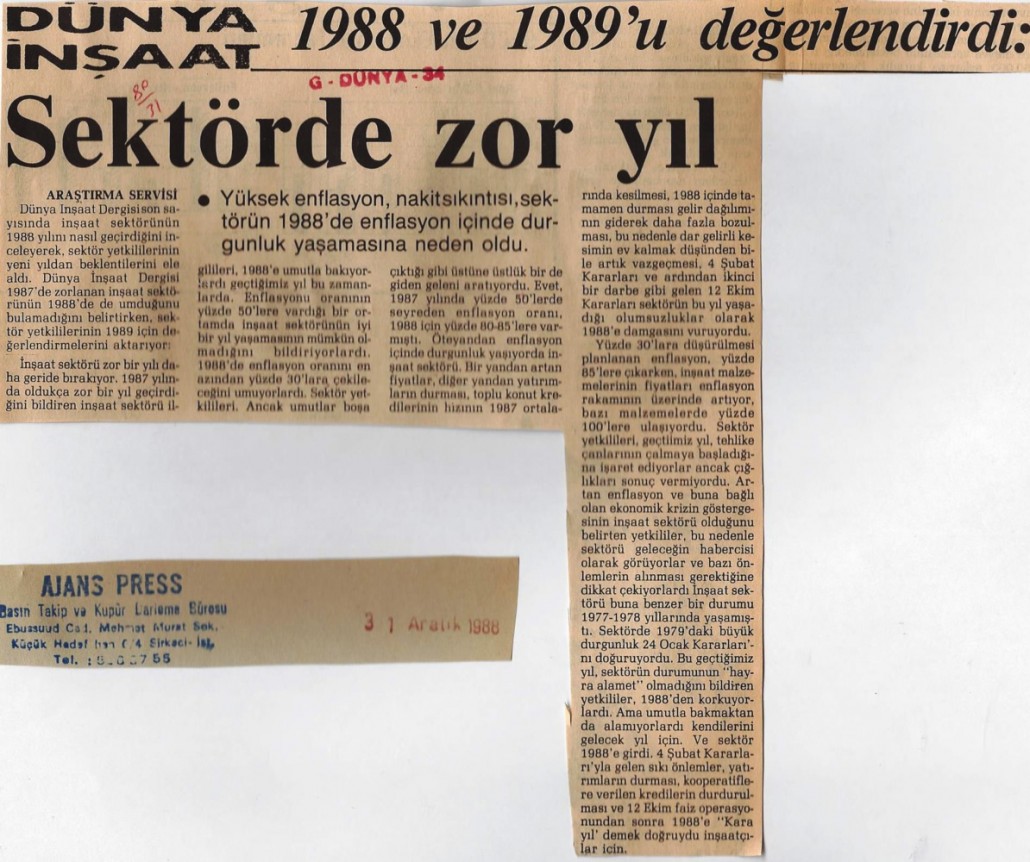 DÜNYA
İNŞAAT
1988 ve 1989'u değerlendirdi:
G - DÜNYA - 34
80/31
Sektörde zor yıl
ARAŞTIRMA SERVİSİ
Dünya İnşaat Dergisi son sa-
yısında inşaat sektörünün
1988 yılını nasıl geçirdiğini in-
celeyerek, sektör yetkililerinin
yeni yıldan beklentilerini ele
aldı. Dünya İnşaat Dergisi
1987'de zorlanan inşaat sektö-
rünün 1988'de de umduğunu
bulamadığını belirtirken, sek-
tör yetkililerinin 1989 için de-
ğerlendirmelerini aktarıyor:
İnşaat sektörü zor bir yılı da-
ha geride bırakıyor. 1987 yılın-
da oldukça zor bir yıl geçirdi-
ğini bildiren inşaat sektörü il-
● Yüksek enflasyon, nakit sıkıntısı, sek-
törün 1988'de enflasyon içinde dur-
gunluk yaşamasına neden oldu.
gilileri, 1988'e umutla bakıyor-
lardı geçtiğimiz yıl bu zaman-
larda. Enflasyonu oranının
yüzde 50'lere vardığı bir or-
tamda inşaat sektörünün iyi
bir yıl yaşamasının mümkün ol-
madığını bildiriyorlardı.
1988'de enflasyon oranını en
azından yüzde 30'lara çekile-
ceğini umuyorlardı. Sektör yet-
kilileri. Ancak umutlar boşa
çıktığı gibi üstüne üstlük bir de
giden geleni aratıyordu. Evet,
1987 yılında yüzde 50'lerde
seyreden enflasyon oranı,
1988 için yüzde 80-85'lere var-
mıştı. Öteyandan enflasyon
içinde durgunluk yaşıyorda in-
şaat sektörü. Bir yandan artan
fiyatlar, diğer yandan yatırım-
ların durması, toplu konut kre-
dilerinin hızının 1987 ortala-
rında kesilmesi, 1988 içinde ta-
mamen durması gelir dağılımı-
nın giderek daha fazla bozul-
ması, bu nedenle dar gelirli ke-
simin ev kalmak düşünden bi-
le artık vazgeçmesi. 4 Şubat
Kararları ve ardından ikinci
bir darbe gibi gelen 12 Ekim
Kararları sektörün bu yıl yaşa-
dığı olumsuzluklar olarak
1988'e damgasını vuruyordu.
Yüzde 30'lara düşürülmesi
planlanan enflasyon, yüzde
85'lere çıkarken, inşaat malze-
melerinin fiyatları enflasyon
rakamının üzerinde artıyor,
bazı malzemelerde yüzde
100'lere ulaşıyordu. Sektör
yetkilileri, geçtiimiz yıl, tehlike
çanlarının çalmaya başladığı-
na işaret ediyorlar ancak çığ-
lıkları sonuç vermiyordu. Ar-
tan enflasyon ve buna bağlı
olan ekonomik krizin gösterge-
sinin inşaat sektörü olduğunu
belirten yetkililer, bu nedenle
sektörü geleceğin habercisi
olarak görüyorlar ve bazı ön-
lemlerin alınması gerektiğine
dikkat çekiyorlardı İnşaat sek-
törü buna benzer bir durumu
1977-1978 yıllarında yaşamış-
tı. Sektörde 1979'daki büyük
durgunluk 24 Ocak Kararları'-
nı doğuruyordu. Bu geçtiğimiz
yıl, sektörün durumunun "hay-
ra alamet" olmadığını bildiren
yetkililer, 1988'den korkuyor-
lardı. Ama umutla bakmaktan
da alamıyorlardı kendilerini
gelecek yıl için. Ve sektör
1988'e girdi. 4 Şubat Kararla-
rı'yla gelen sıkı önlemler, yatı-
rımların durması, kooperatifle-
re verilen kredilerin durdurul-
ması ve 12 Ekim faiz operasyo-
nundan sonra 1988'e "Kara
yıl' demek doğruydu inşaatçı-
lar için.
AJANS PRESS
Basın Takip ve Kupür Bürosu
Ebussuud Cad. Mehmet Murat Sok.
Küçük Sirkeci - İst.
Tel. :
31 Aralık 1988